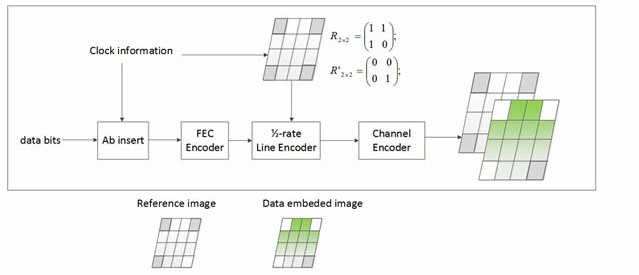 Clock information
R2×2 = (1 1
1 0);
R'2×2 = (0 0
0 1);
data bits
Ab insert
FEC
Encoder
½-rate
Line Encoder
Channel
Encoder
Reference image
Data embeded image